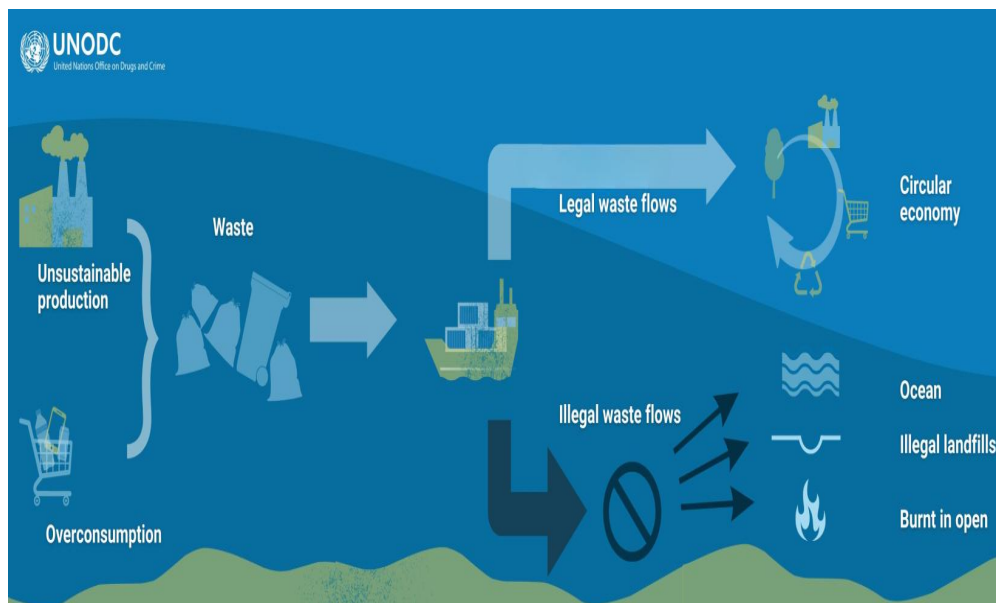 UNODC
United Nations Office on Drugs and Crime
Unsustainable
production
Overconsumption
Waste
Legal waste flows
Illegal waste flows
Circular
economy
Ocean
Illegal landfills
Burnt in open